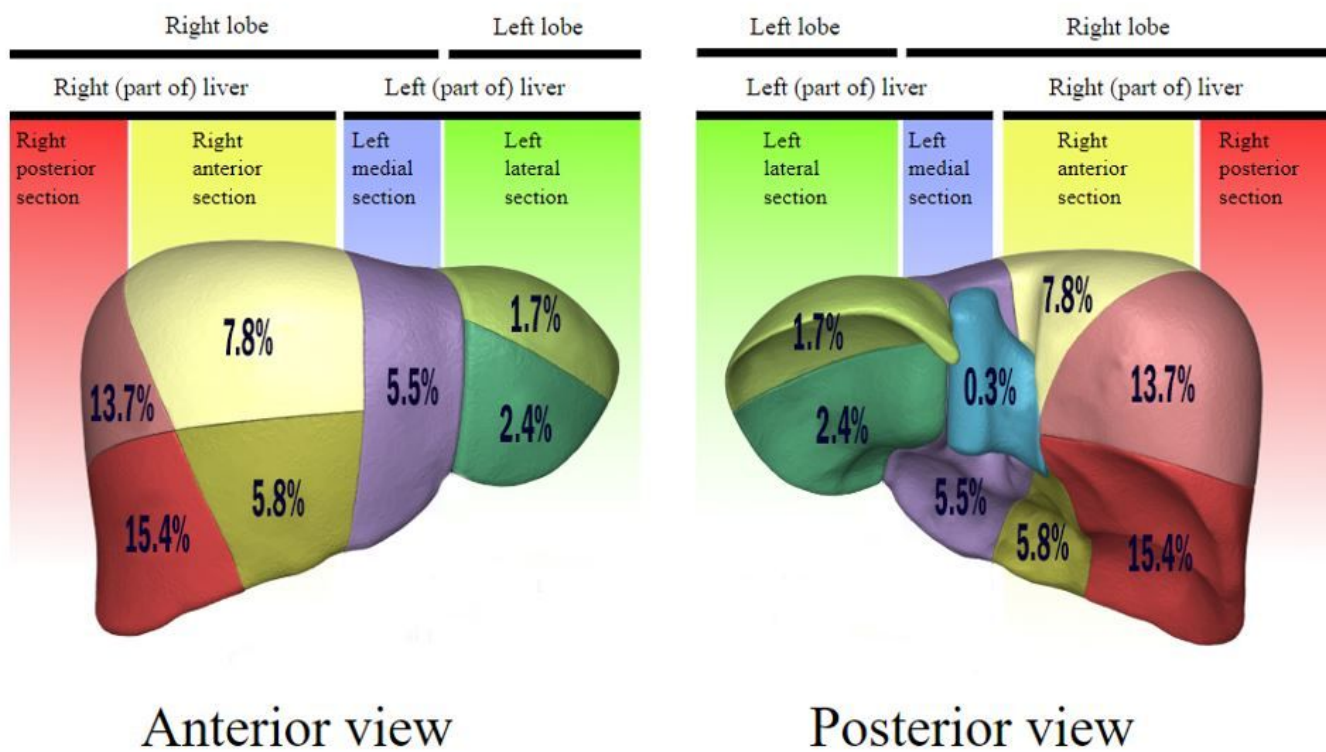 Right lobe
Left lobe
Right (part of) liver
Left (part of) liver
Right
posterior
section
Right
anterior
section
Left
medial
section
Left
lateral
section
7.8%
1.7%
13.7%
5.5%
2.4%
5.8%
15.4%
Anterior view
Left lobe
Right lobe
Left (part of) liver
Right (part of) liver
Left
lateral
section
Left
medial
section
Right
anterior
section
Right
posterior
section
7.8%
1.7%
0.3%
13.7%
2.4%
5.5%
5.8%
15.4%
Posterior view